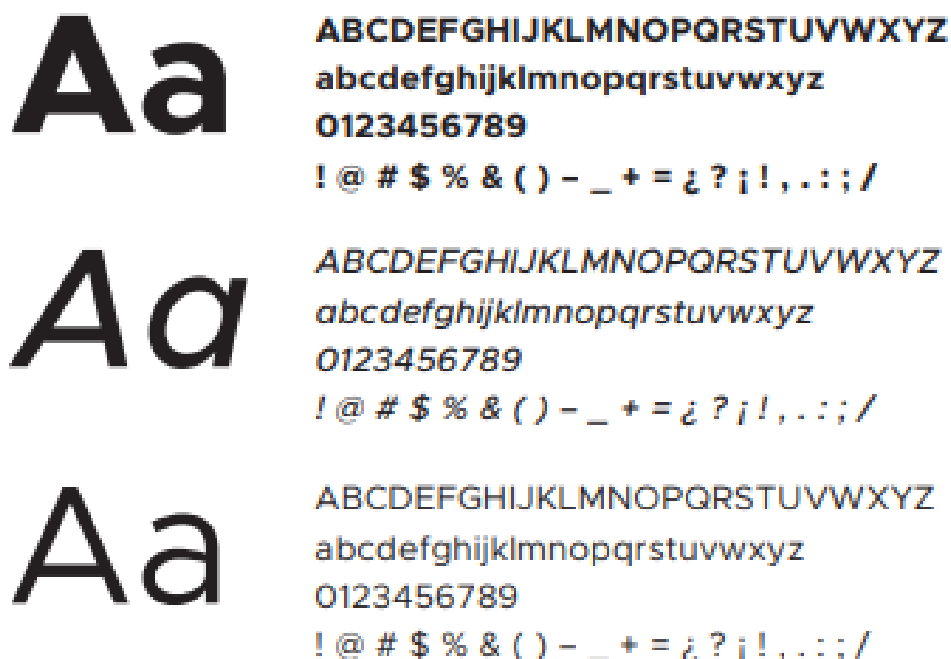 Aa
ABCDEFGHIJKLMNOPQRSTUVWXYZ
abcdefghijklmnopqrstuvwxyz
0123456789
! @ # $ % & ( ) – _ + = ¿ ? ¡ ! , . : ; /
Aa
ABCDEFGHIJKLMNOPQRSTUVWXYZ
abcdefghijklmnopqrstuvwxyz
0123456789
! @ # $ % & ( ) – _ + = ¿ ? ¡ ! , . : ; /
Aa
ABCDEFGHIJKLMNOPQRSTUVWXYZ
abcdefghijklmnopqrstuvwxyz
0123456789
! @ # $ % & ( ) – _ + = ¿ ? ¡ ! , . : ; /